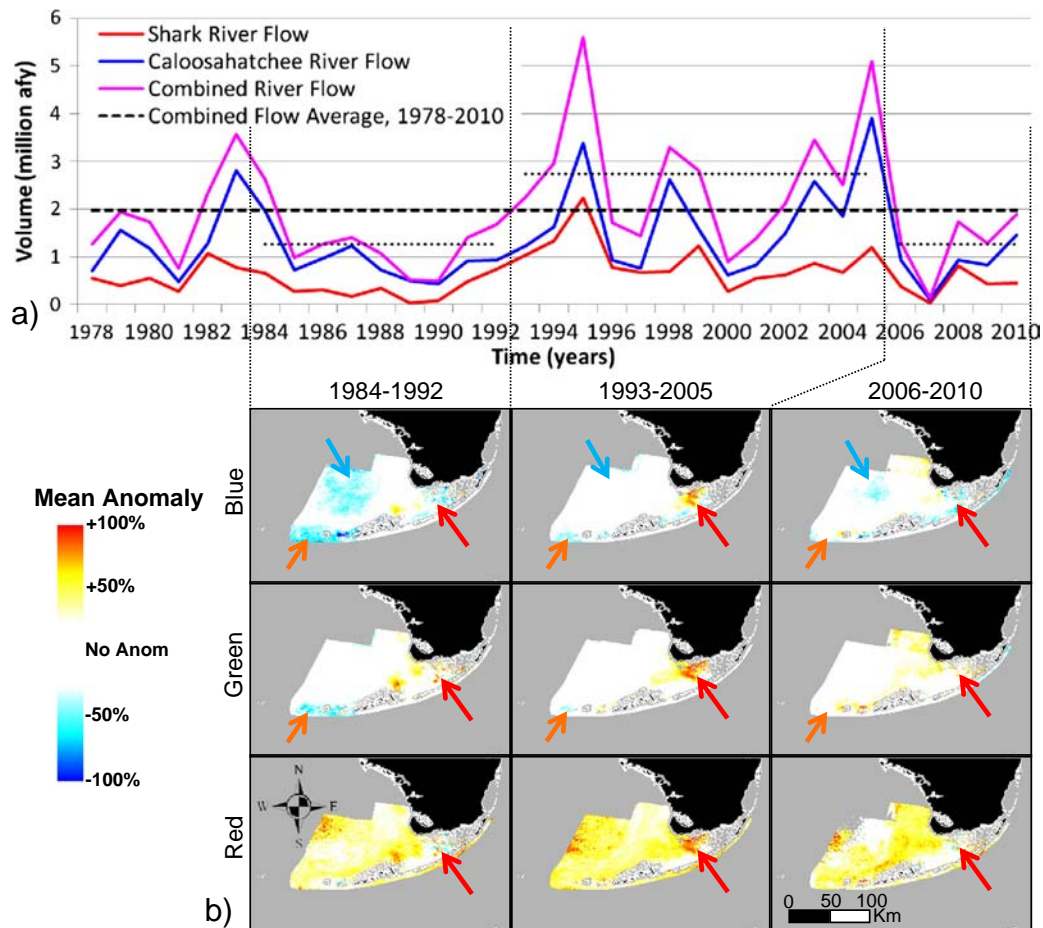 6
5
4
3
2
1
0
Volume (million afy)
Shark River Flow
Caloosahatchee River Flow
Combined River Flow
Combined Flow Average, 1978-2010
a)
1978 1980 1982 1984 1986 1988 1990 1992 1994 1996 1998 2000 2002 2004 2006 2008 2010
Time (years)
1984-1992 1993-2005 2006-2010
Blue
Mean Anomaly
+100%
+50%
No Anom
-50%
-100%
Green
Red
N
W E
S
b)
0 50 100
Km